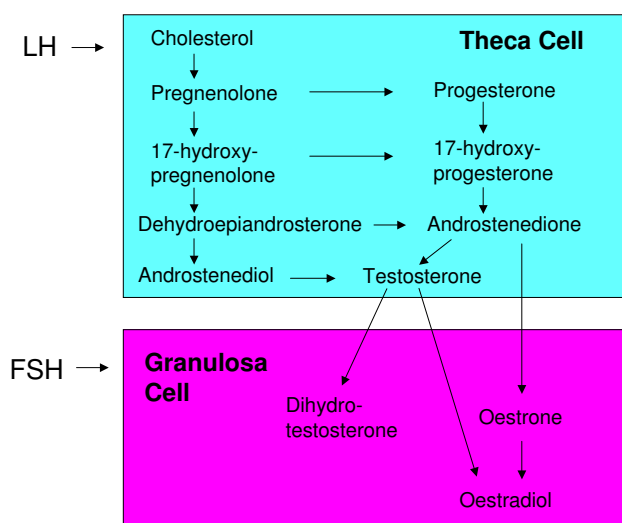 LH
Cholesterol
Theca Cell
Pregnenolone
Progesterone
17-hydroxy-
pregnenolone
17-hydroxy-
progesterone
Dehydroepiandrosterone
Androstenedione
Androstenediol
Testosterone
FSH
Granulosa
Cell
Dihydro-
testosterone
Oestrone
Oestradiol